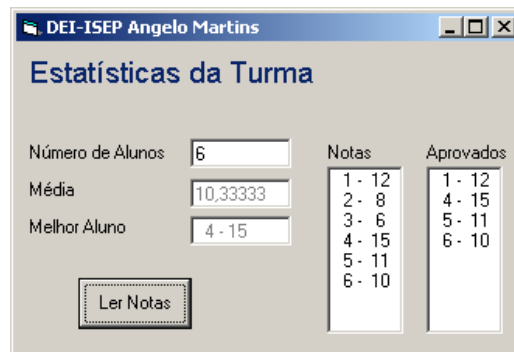 DEI-ISEP Angelo Martins
Estatísticas da Turma
Número de Alunos 6
Média 10,33333
Melhor Aluno 4 - 15
Ler Notas
Notas
1 - 12
2 - 8
3 - 6
4 - 15
5 - 11
6 - 10
Aprovados
1 - 12
4 - 15
5 - 11
6 - 10